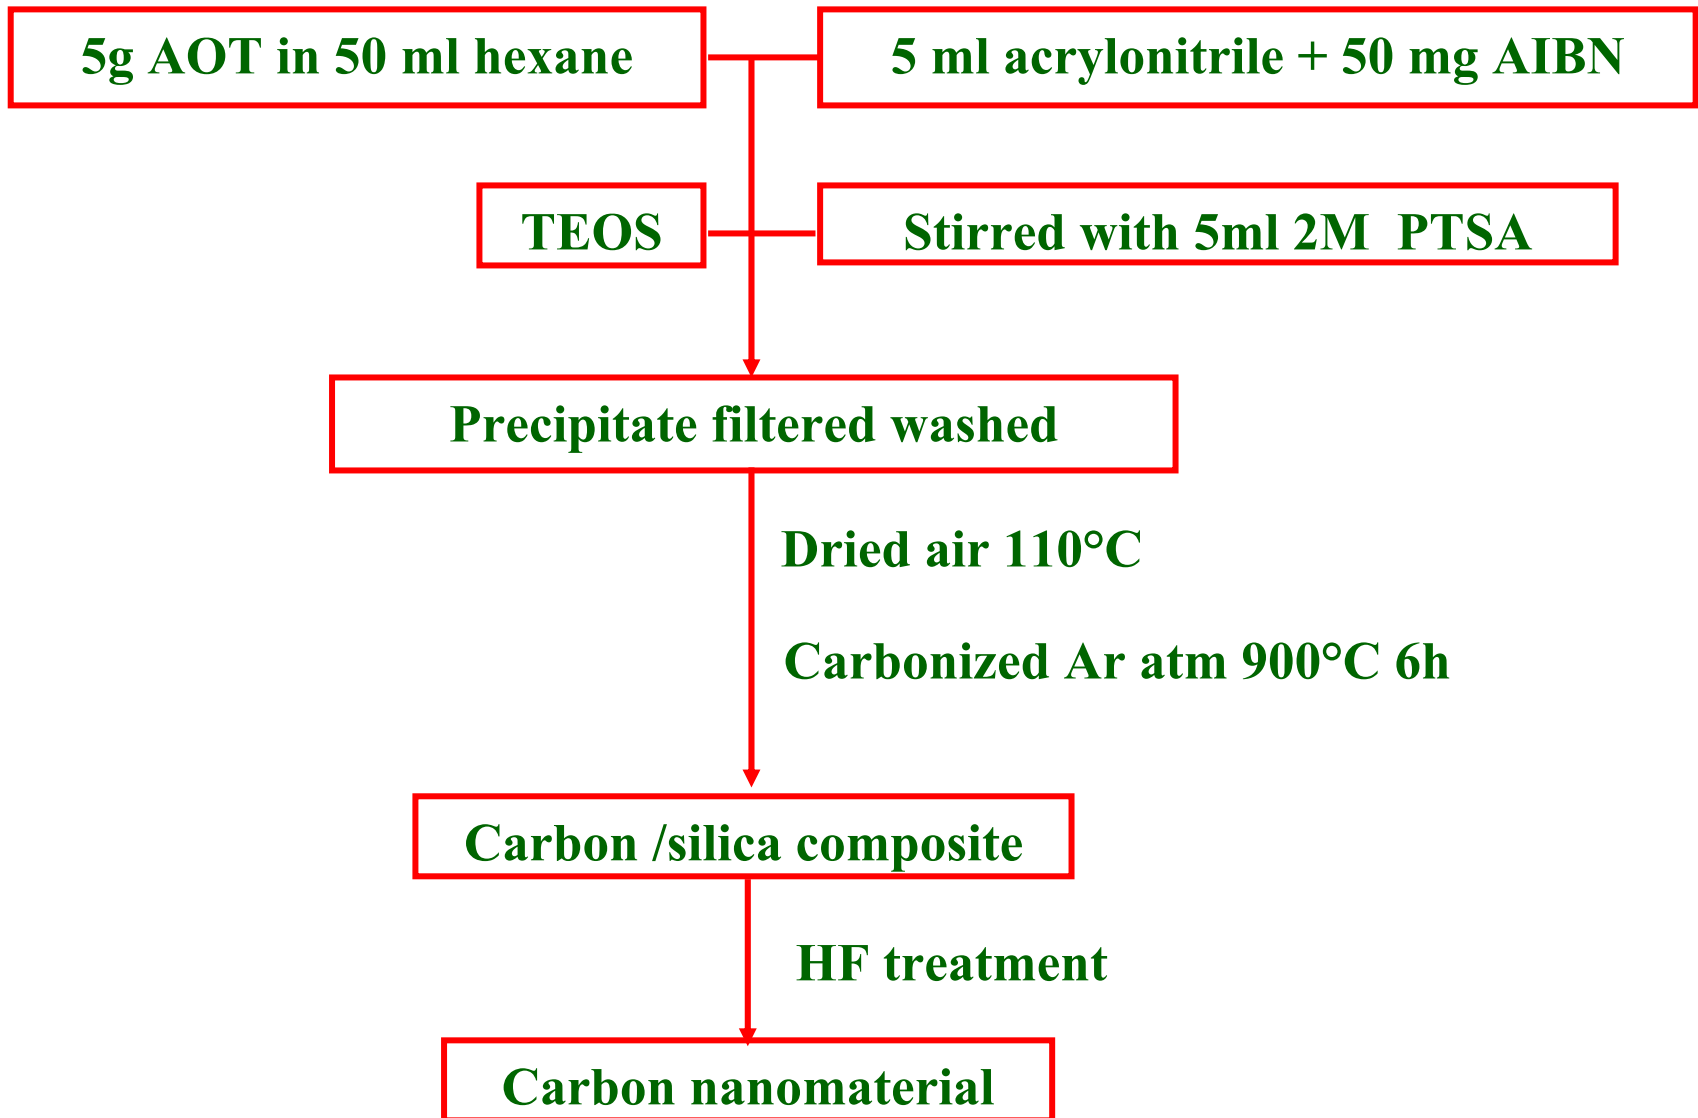 5g AOT in 50 ml hexane
5 ml acrylonitrile + 50 mg AIBN
TEOS
Stirred with 5ml 2M PTSA
Precipitate filtered washed
Dried air 110°C
Carbonized Ar atm 900°C 6h
Carbon /silica composite
HF treatment
Carbon nanomaterial